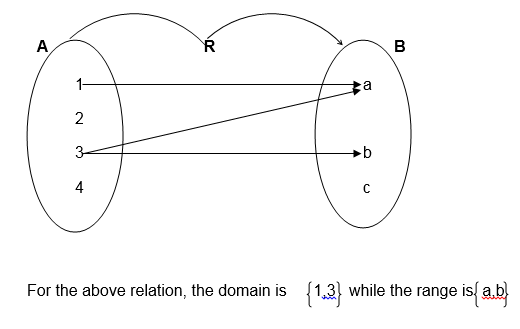 A R B
1 a
2
3 b
4 c
For the above relation, the domain is {1,3} while the range is{a,b}